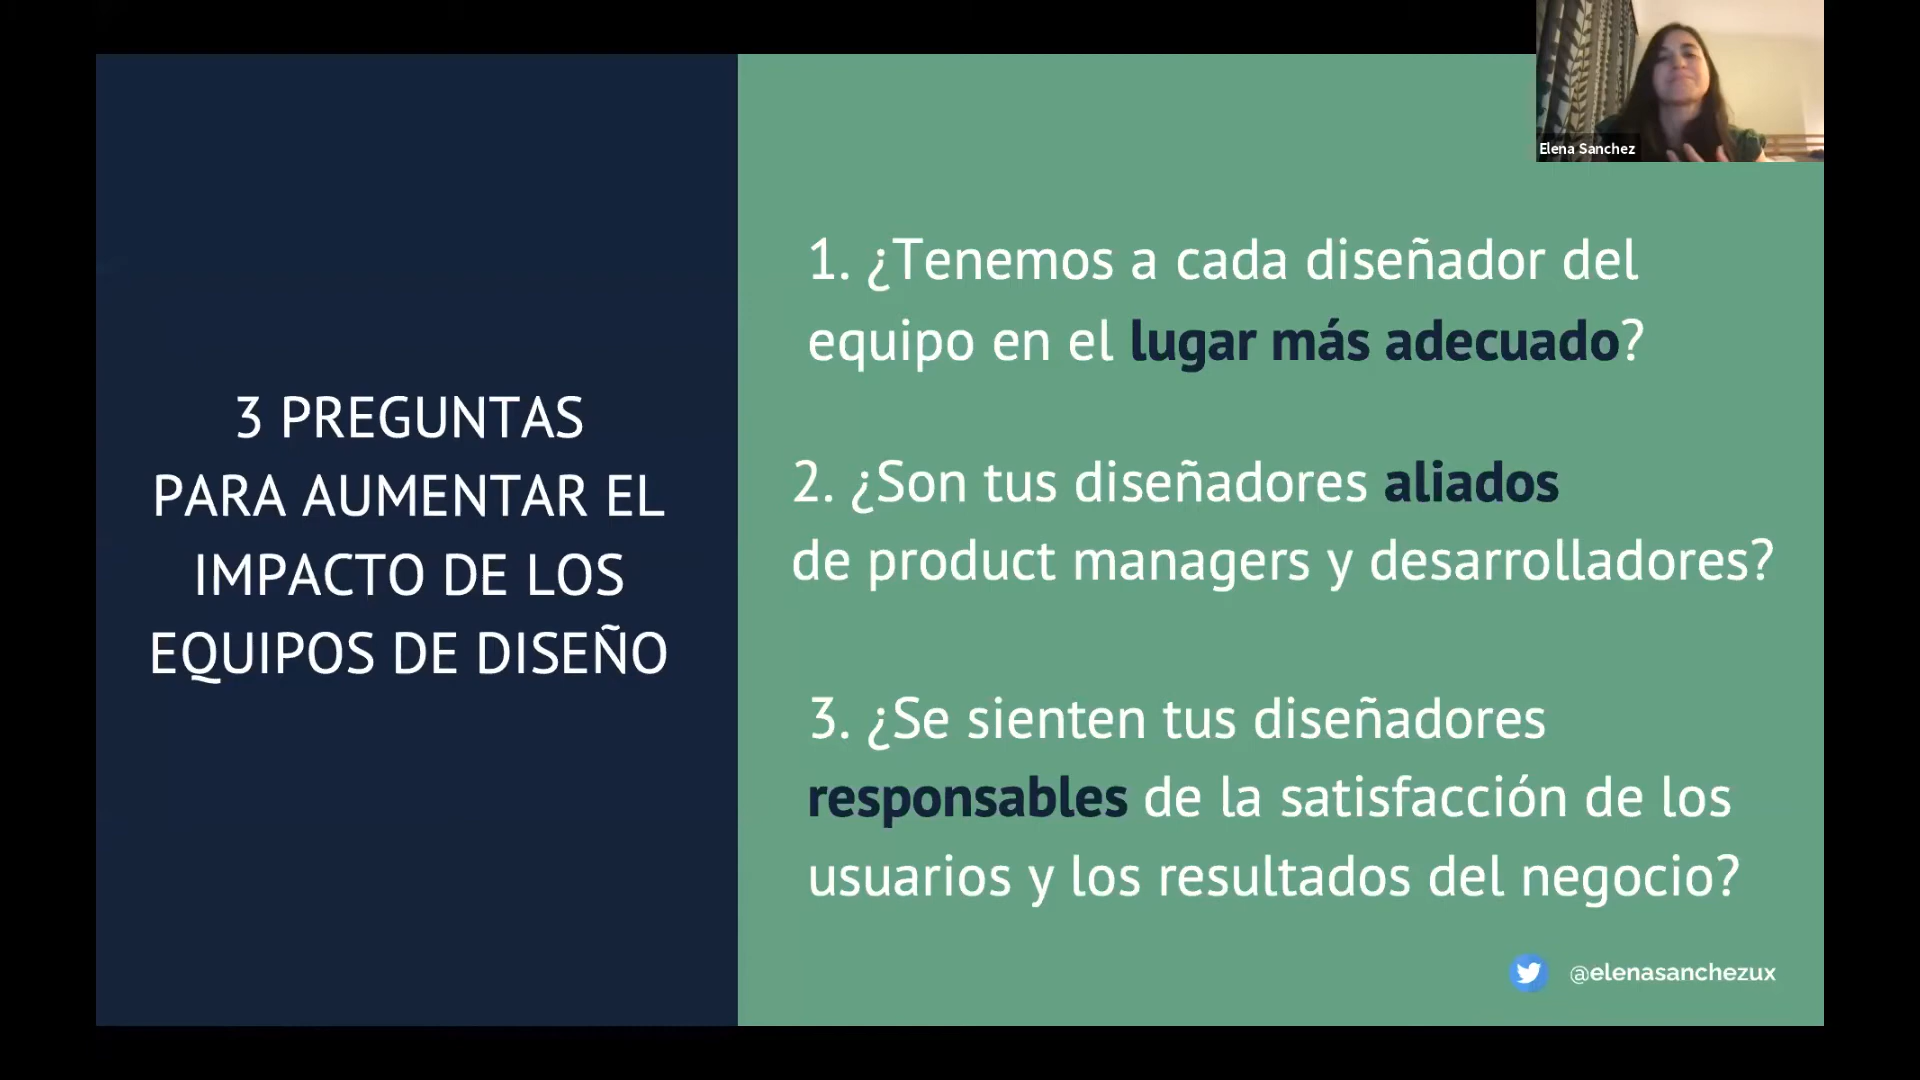 Elena Sanchez
3 PREGUNTAS
PARA AUMENTAR EL
IMPACTO DE LOS
EQUIPOS DE DISEÑO
1. ¿Tenemos a cada diseñador del
equipo en el lugar más adecuado?
2. ¿Son tus diseñadores aliados
de product managers y desarrolladores?
3. ¿Se sienten tus diseñadores
responsables de la satisfacción de los
usuarios y los resultados del negocio?
@elenasanchezux